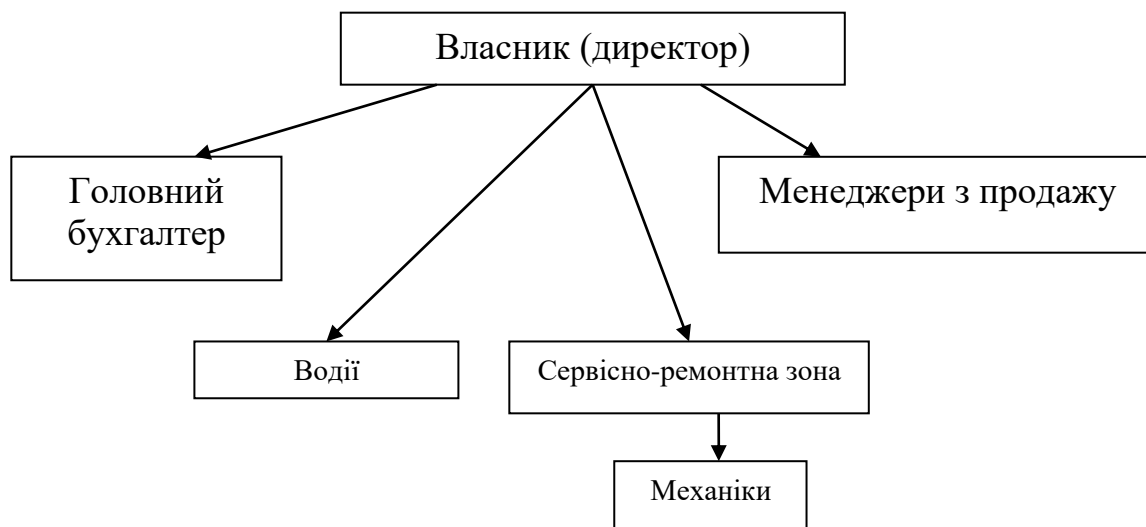 Власник (директор)
Головний
бухгалтер
Менеджери з продажу
Водії
Сервісно-ремонтна зона
Механіки